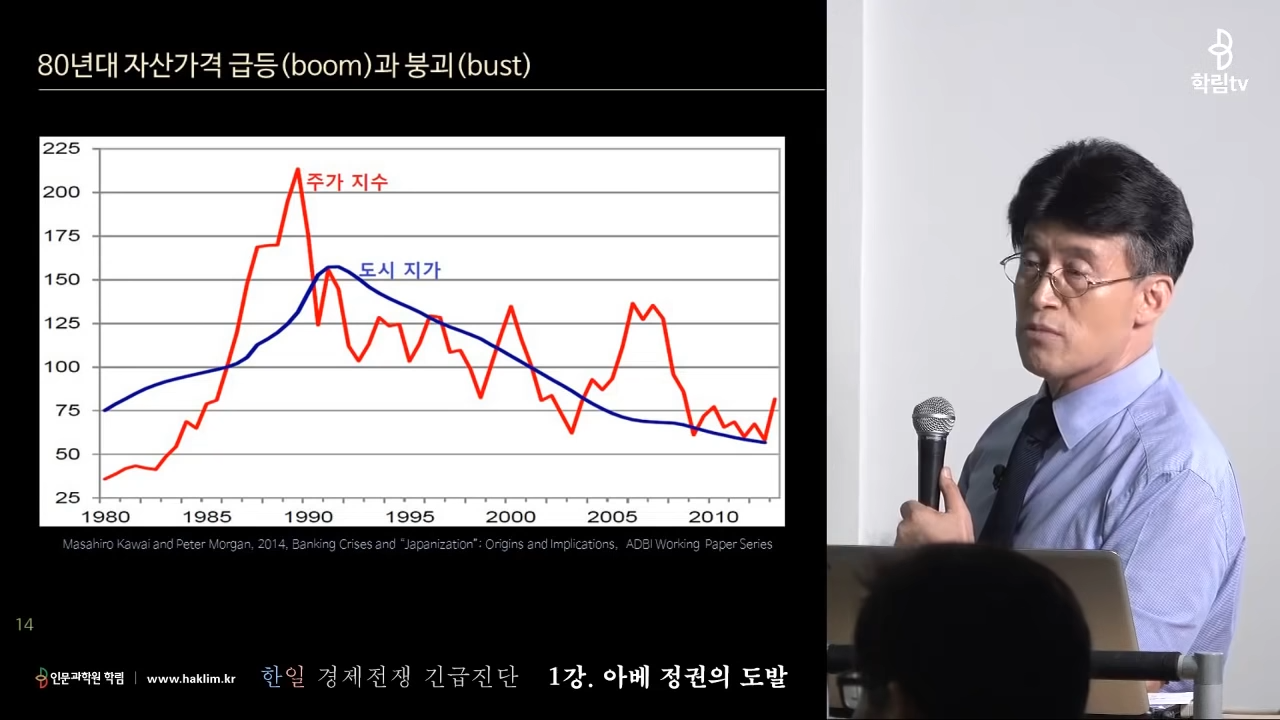 80년대 자산가격 급등(boom)과 붕괴(bust)
학림tv
225
200
175
150
125
100
75
50
25
주가 지수
도시 지가
1980 1985 1990 1995 2000 2005 2010
Masahiro Kawai and Peter Morgan, 2014, Banking Crises and “Japanization”: Origins and Implications, ADBI Working Paper Series
14
인문과학원 학림 | www.haklim.kr 한일 경제전쟁 긴급진단 1강. 아베 정권의 도발